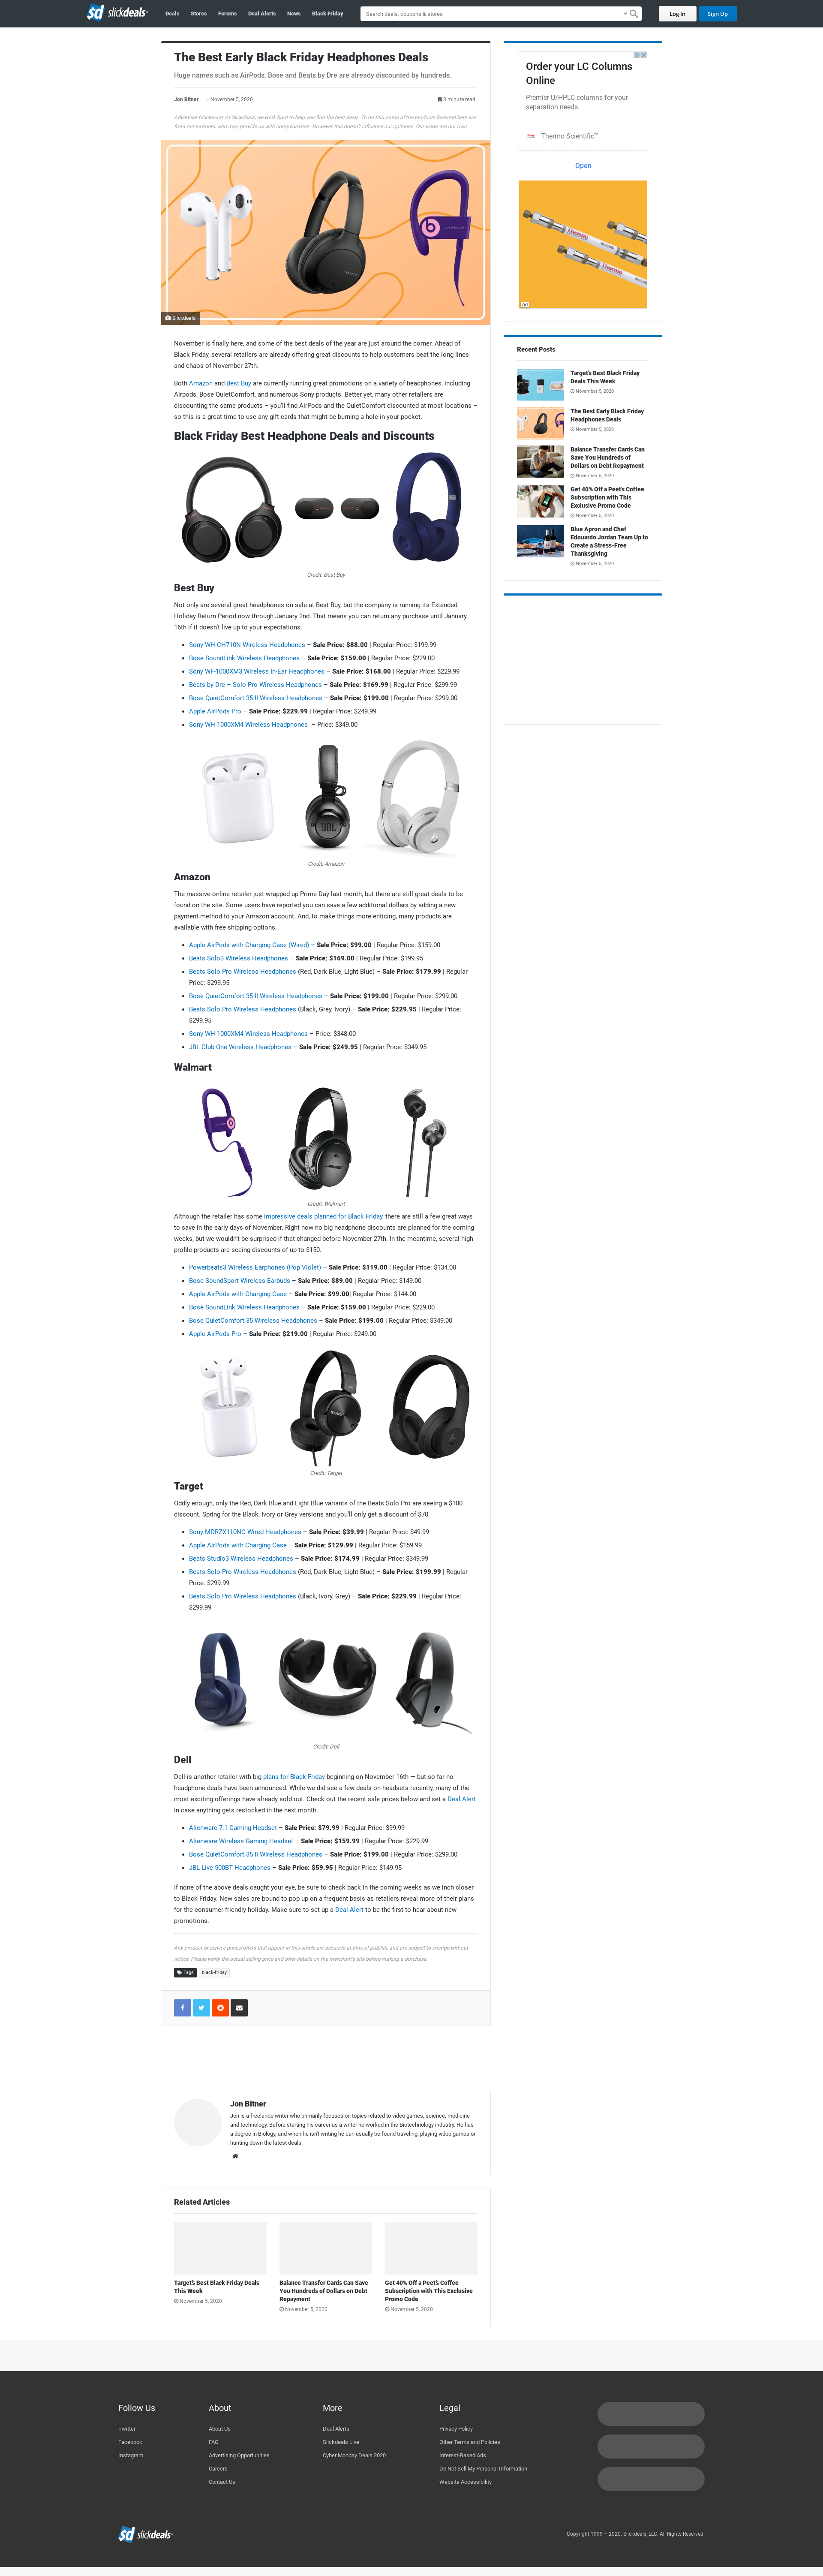 slickdeals
Deals
Stores
Forums
Deal Alerts
News
Black Friday
Search deals, coupons & stores
Log In
Sign Up
The Best Early Black Friday Headphones Deals
Huge names such as AirPods, Bose and Beats by Dre are already discounted by hundreds.
Jon Bitner
November 5, 2020
3 minute read
Advertiser Disclosure: At Slickdeals, we work hard to help you find the best deals. To do this, some of the products featured here are
from our partners, who may provide us with compensation. However, this doesn't influence our opinions. Our views are our own.
Slickdeals
November is finally here, and some of the best deals of the year are just around the corner. Ahead of
Black Friday, several retailers are already offering great discounts to help customers beat the long lines
and chaos of November 27th.
Both Amazon and Best Buy are currently running great promotions on a variety of headphones, including
Airpods, Bose QuietComfort, and numerous Sony products. Better yet, many other retailers are
discounting the same products – you'll find AirPods and the QuietComfort discounted at most locations –
so this is a great time to use any gift cards that might be burning a hole in your pocket.
Black Friday Best Headphone Deals and Discounts
Credit: Best Buy
Best Buy
Not only are several great headphones on sale at Best Buy, but the company is running its Extended
Holiday Return Period now through January 2nd. That means you can return any purchase until January
16th if it doesn't live up to your expectations.
Sony WH-CH710N Wireless Headphones – Sale Price: $88.00 | Regular Price: $199.99
Bose SoundLink Wireless Headphones – Sale Price: $159.00 | Regular Price: $229.00
Sony WF-1000XM3 Wireless In-Ear Headphones – Sale Price: $168.00 | Regular Price: $229.99
Beats by Dre – Solo Pro Wireless Headphones – Sale Price: $169.99 | Regular Price: $299.99
Bose QuietComfort 35 II Wireless Headphones – Sale Price: $199.00 | Regular Price: $299.00
Apple AirPods Pro – Sale Price: $229.99 | Regular Price: $249.99
Sony WH-1000XM4 Wireless Headphones – Price: $349.00
Credit: Amazon
Amazon
The massive online retailer just wrapped up Prime Day last month, but there are still great deals to be
found on the site. Some users have reported you can save a few additional dollars by adding a new
payment method to your Amazon account. And, to make things more enticing, many products are
available with free shipping options.
Apple AirPods with Charging Case (Wired) – Sale Price: $99.00 | Regular Price: $159.00
Beats Solo3 Wireless Headphones – Sale Price: $169.00 | Regular Price: $199.95
Beats Solo Pro Wireless Headphones (Red, Dark Blue, Light Blue) – Sale Price: $179.99 | Regular
Price: $299.95
Bose QuietComfort 35 II Wireless Headphones – Sale Price: $199.00 | Regular Price: $299.00
Beats Solo Pro Wireless Headphones (Black, Grey, Ivory) – Sale Price: $229.95 | Regular Price:
$299.95
Sony WH-1000XM4 Wireless Headphones – Price: $348.00
JBL Club One Wireless Headphones – Sale Price: $249.95 | Regular Price: $349.95
Walmart
Credit: Walmart
Although the retailer has some impressive deals planned for Black Friday, there are still a few great ways
to save in the early days of November. Right now no big headphone discounts are planned for the coming
weeks, but we wouldn't be surprised if that changed before November 27th. In the meantime, several high-
profile products are seeing discounts of up to $150.
Powerbeats3 Wireless Earphones (Pop Violet) – Sale Price: $119.00 | Regular Price: $134.00
Bose SoundSport Wireless Earbuds – Sale Price: $89.00 | Regular Price: $149.00
Apple AirPods with Charging Case – Sale Price: $99.00| Regular Price: $144.00
Bose SoundLink Wireless Headphones – Sale Price: $159.00 | Regular Price: $229.00
Bose QuietComfort 35 Wireless Headphones – Sale Price: $199.00 | Regular Price: $349.00
Apple AirPods Pro – Sale Price: $219.00 | Regular Price: $249.00
Credit: Target
Target
Oddly enough, only the Red, Dark Blue and Light Blue variants of the Beats Solo Pro are seeing a $100
discount. Spring for the Black, Ivory or Grey versions and you'll only get a discount of $70.
Sony MDRZX110NC Wired Headphones – Sale Price: $39.99 | Regular Price: $49.99
Apple AirPods with Charging Case – Sale Price: $129.99 | Regular Price: $159.99
Beats Studio3 Wireless Headphones – Sale Price: $174.99 | Regular Price: $349.99
Beats Solo Pro Wireless Headphones (Red, Dark Blue, Light Blue) – Sale Price: $199.99 | Regular
Price: $299.99
Beats Solo Pro Wireless Headphones (Black, Ivory, Grey) – Sale Price: $229.99 | Regular Price:
$299.99
Credit: Dell
Dell
Dell is another retailer with big plans for Black Friday beginning on November 16th — but so far no
headphone deals have been announced. While we did see a few deals on headsets recently, many of the
most exciting offerings have already sold out. Check out the recent sale prices below and set a Deal Alert
in case anything gets restocked in the next month.
Alienware 7.1 Gaming Headset – Sale Price: $79.99 | Regular Price: $99.99
Alienware Wireless Gaming Headset – Sale Price: $159.99 | Regular Price: $229.99
Bose QuietComfort 35 II Wireless Headphones – Sale Price: $199.00 | Regular Price: $299.00
JBL Live 500BT Headphones – Sale Price: $59.95 | Regular Price: $149.95
If none of the above deals caught your eye, be sure to check back in the coming weeks as we inch closer
to Black Friday. New sales are bound to pop up on a frequent basis as retailers reveal more of their plans
for the consumer-friendly holiday. Make sure to set up a Deal Alert to be the first to hear about new
promotions.
Any product or service prices/offers that appear in this article are accurate at time of publish, and are subject to change without
notice. Please verify the actual selling price and offer details on the merchant's site before making a purchase.
Tags
black-friday
Jon Bitner
Jon is a freelance writer who primarily focuses on topics related to video games, science, medicine
and technology. Before starting his career as a writer he worked in the Biotechnology industry. He has
a degree in Biology, and when he isn't writing he can usually be found traveling, playing video games or
hunting down the latest deals.
Related Articles
Target's Best Black Friday Deals
This Week
November 5, 2020
Balance Transfer Cards Can Save
You Hundreds of Dollars on Debt
Repayment
November 5, 2020
Get 40% Off a Peet's Coffee
Subscription with This Exclusive
Promo Code
November 5, 2020
Order your LC Columns
Online
Premier U/HPLC columns for your
separation needs.
Thermo Scientific™
Open
Ad
Recent Posts
Target's Best Black Friday
Deals This Week
November 5, 2020
The Best Early Black Friday
Headphones Deals
November 5, 2020
Balance Transfer Cards Can
Save You Hundreds of
Dollars on Debt Repayment
November 5, 2020
Get 40% Off a Peet's Coffee
Subscription with This
Exclusive Promo Code
November 5, 2020
Blue Apron and Chef
Edouardo Jordan Team Up to
Create a Stress-Free
Thanksgiving
November 5, 2020
Follow Us
Twitter
Facebook
Instagram
About
About Us
FAQ
Advertising Opportunities
Careers
Contact Us
More
Deal Alerts
Slickdeals Live
Cyber Monday Deals 2020
Legal
Privacy Policy
Other Terms and Policies
Interest-Based Ads
Do Not Sell My Personal Information
Website Accessibility
slickdeals
Copyright 1999 – 2020. Slickdeals, LLC. All Rights Reserved.